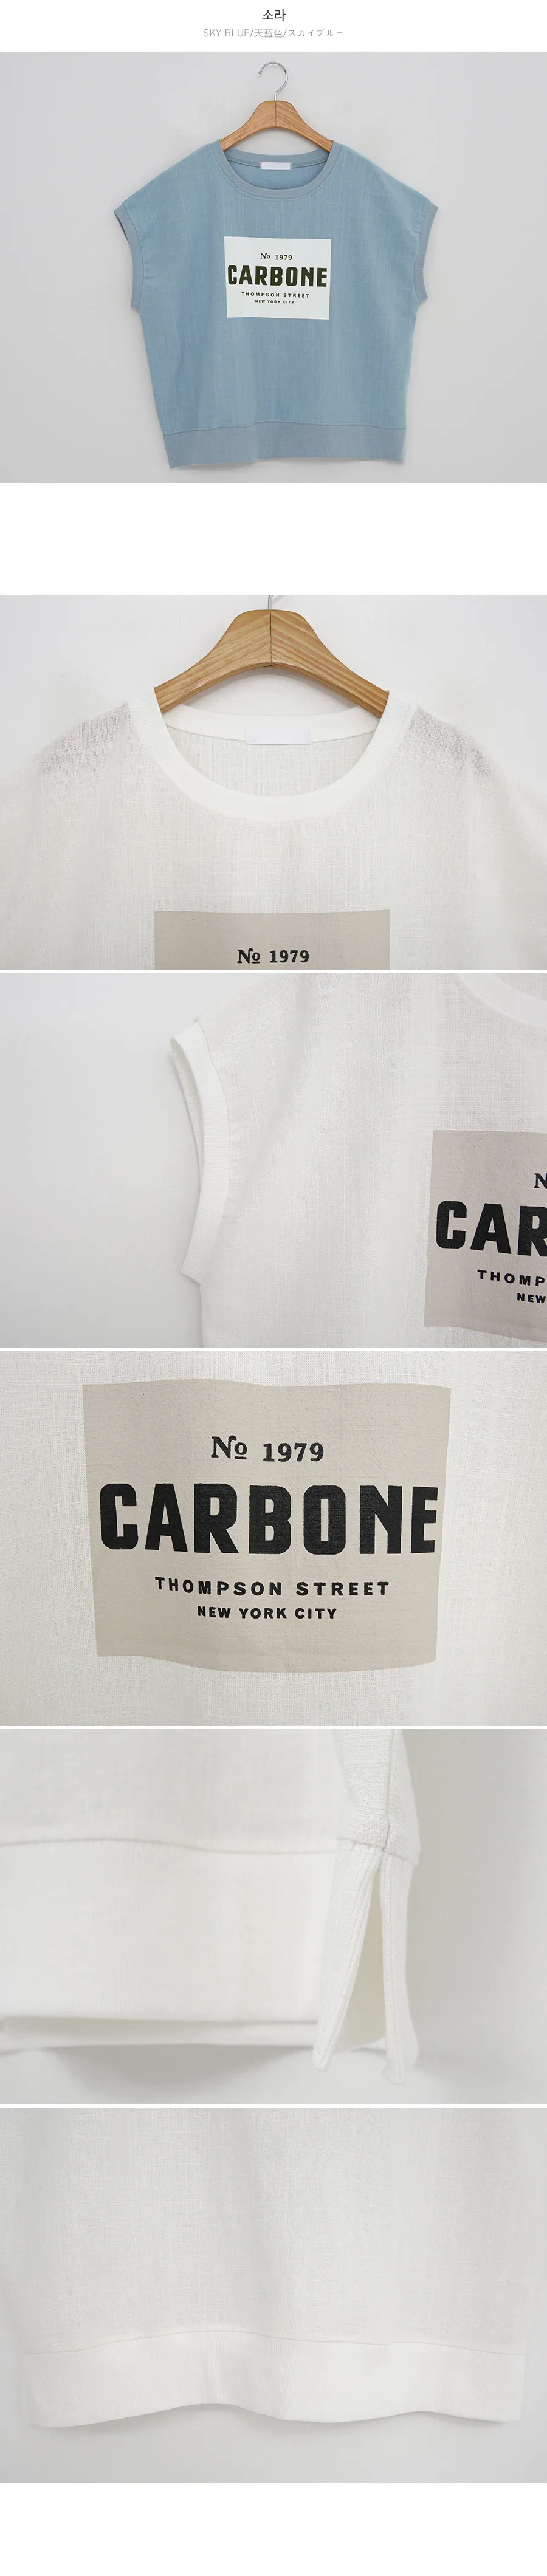 소라
SKY BLUE/天蓝色/スカイブルー
№ 1979
CARBONE
THOMPSON STREET
NEW YORK CITY
№ 1979
N
CAR
THOMP
NEW
№ 1979
CARBONE
THOMPSON STREET
NEW YORK CITY